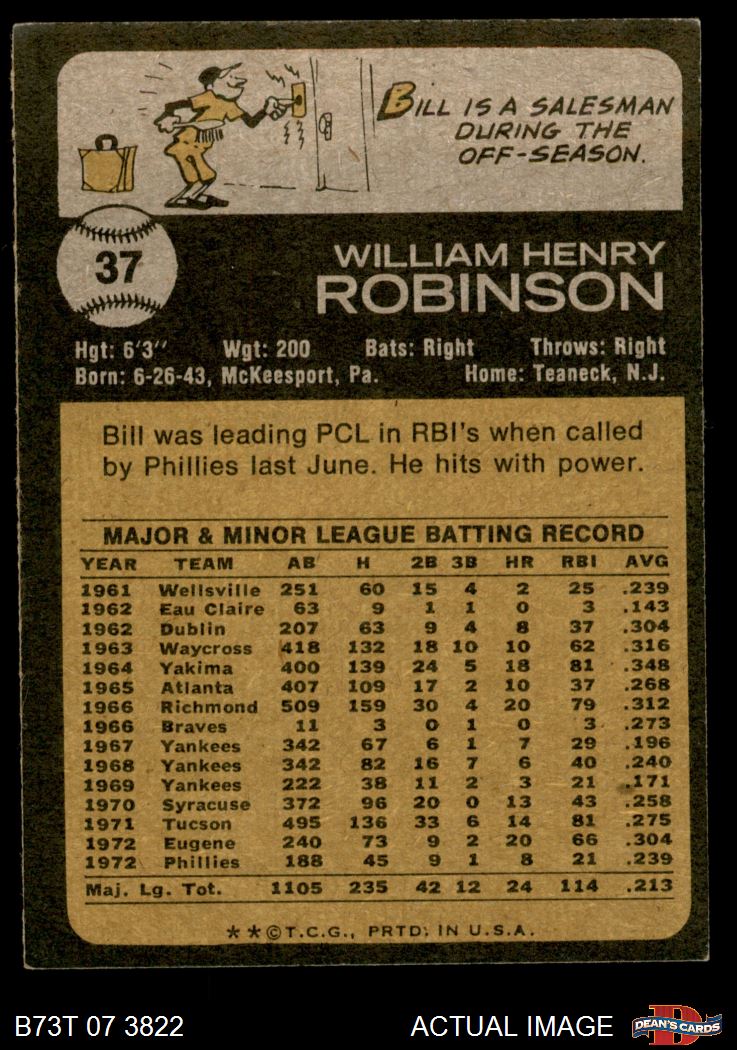 BILL IS A SALESMAN
DURING THE
OFF-SEASON.
37
WILLIAM HENRY
ROBINSON
Hgt: 6'3" Wgt: 200 Bats: Right Throws: Right
Born: 6-26-43, McKeesport, Pa. Home: Teaneck, N.J.
Bill was leading PCL in RBI's when called
by Phillies last June. He hits with power.
MAJOR & MINOR LEAGUE BATTING RECORD
YEAR TEAM AB H 2B 3B HR RBI AVG
1961 Wellsville 251 60 15 4 2 25 .239
1962 Eau Claire 63 9 1 1 0 3 .143
1962 Dublin 207 63 9 4 8 37 .304
1963 Waycross 418 132 18 10 10 62 .316
1964 Yakima 400 139 24 5 18 81 .348
1965 Atlanta 407 109 17 2 10 37 .268
1966 Richmond 509 159 30 4 20 79 .312
1966 Braves 11 3 0 1 0 3 .273
1967 Yankees 342 67 6 1 7 29 .196
1968 Yankees 342 82 16 7 6 40 .240
1969 Yankees 222 38 11 2 3 21 .171
1970 Syracuse 372 96 20 0 13 43 .258
1971 Tucson 495 136 33 6 14 81 .275
1972 Eugene 240 73 9 2 20 66 .304
1972 Phillies 188 45 9 1 8 21 .239
Maj. Lg. Tot. 1105 235 42 12 24 114 .213
**©T.C.G., PRTD. IN U.S.A.
B73T 07 3822 ACTUAL IMAGE
D
DEAN'S CARDS